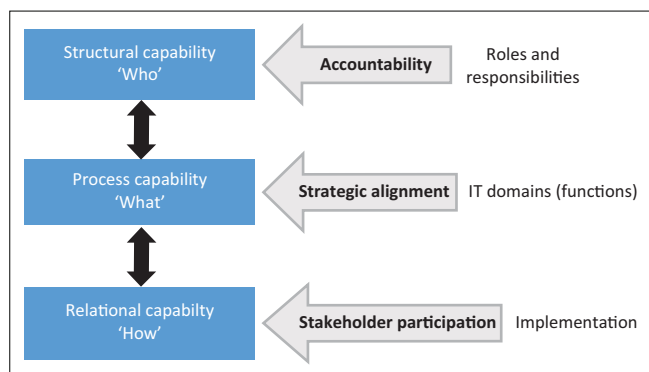 Structural capability
‘Who’
Accountability
Roles and
responsibilities
Process capability
‘What’
Strategic alignment
IT domains (functions)
Relational capabilty
‘How’
Stakeholder participation
Implementation